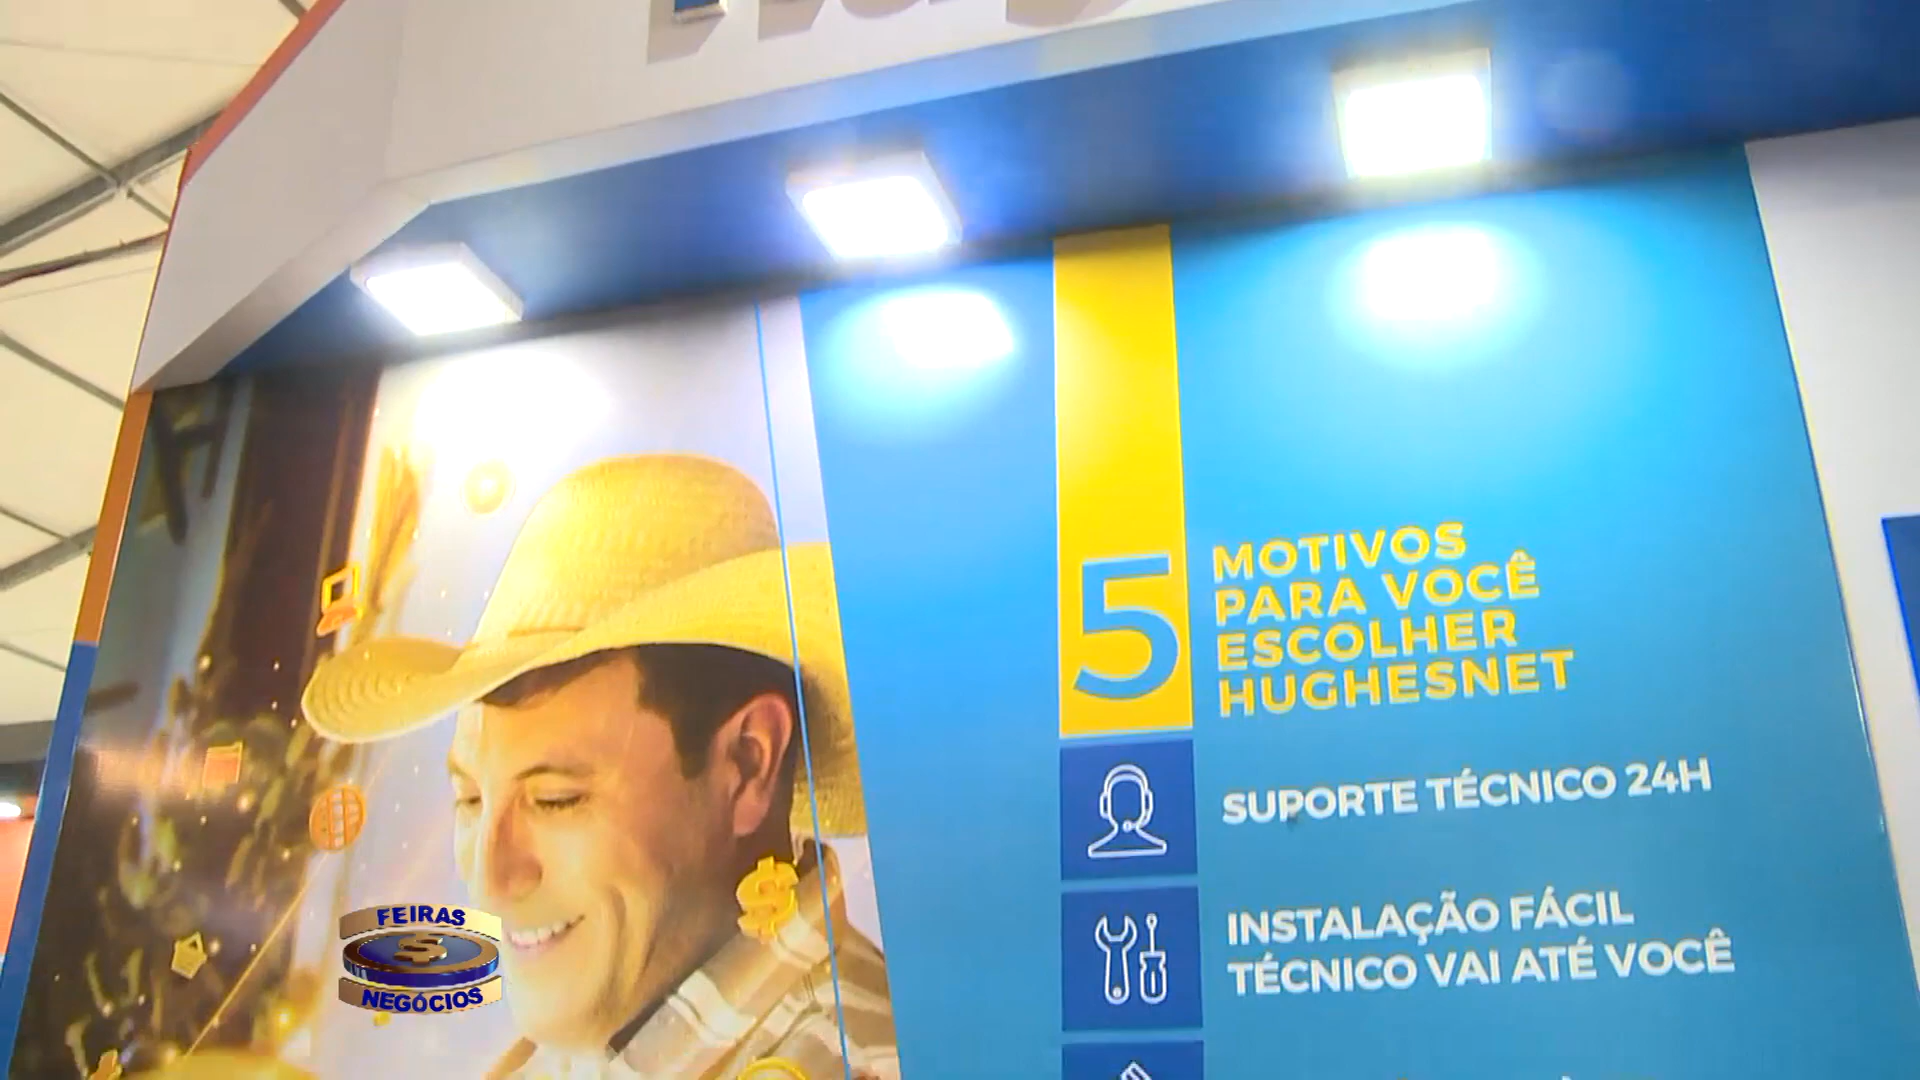 5
MOTIVOS
PARA VOCÊ
ESCOLHER
HUGHESNET
SUPORTE TÉCNICO 24H
INSTALAÇÃO FÁCIL
TÉCNICO VAI ATÉ VOCÊ
FEIRAS
NEGÓCIOS